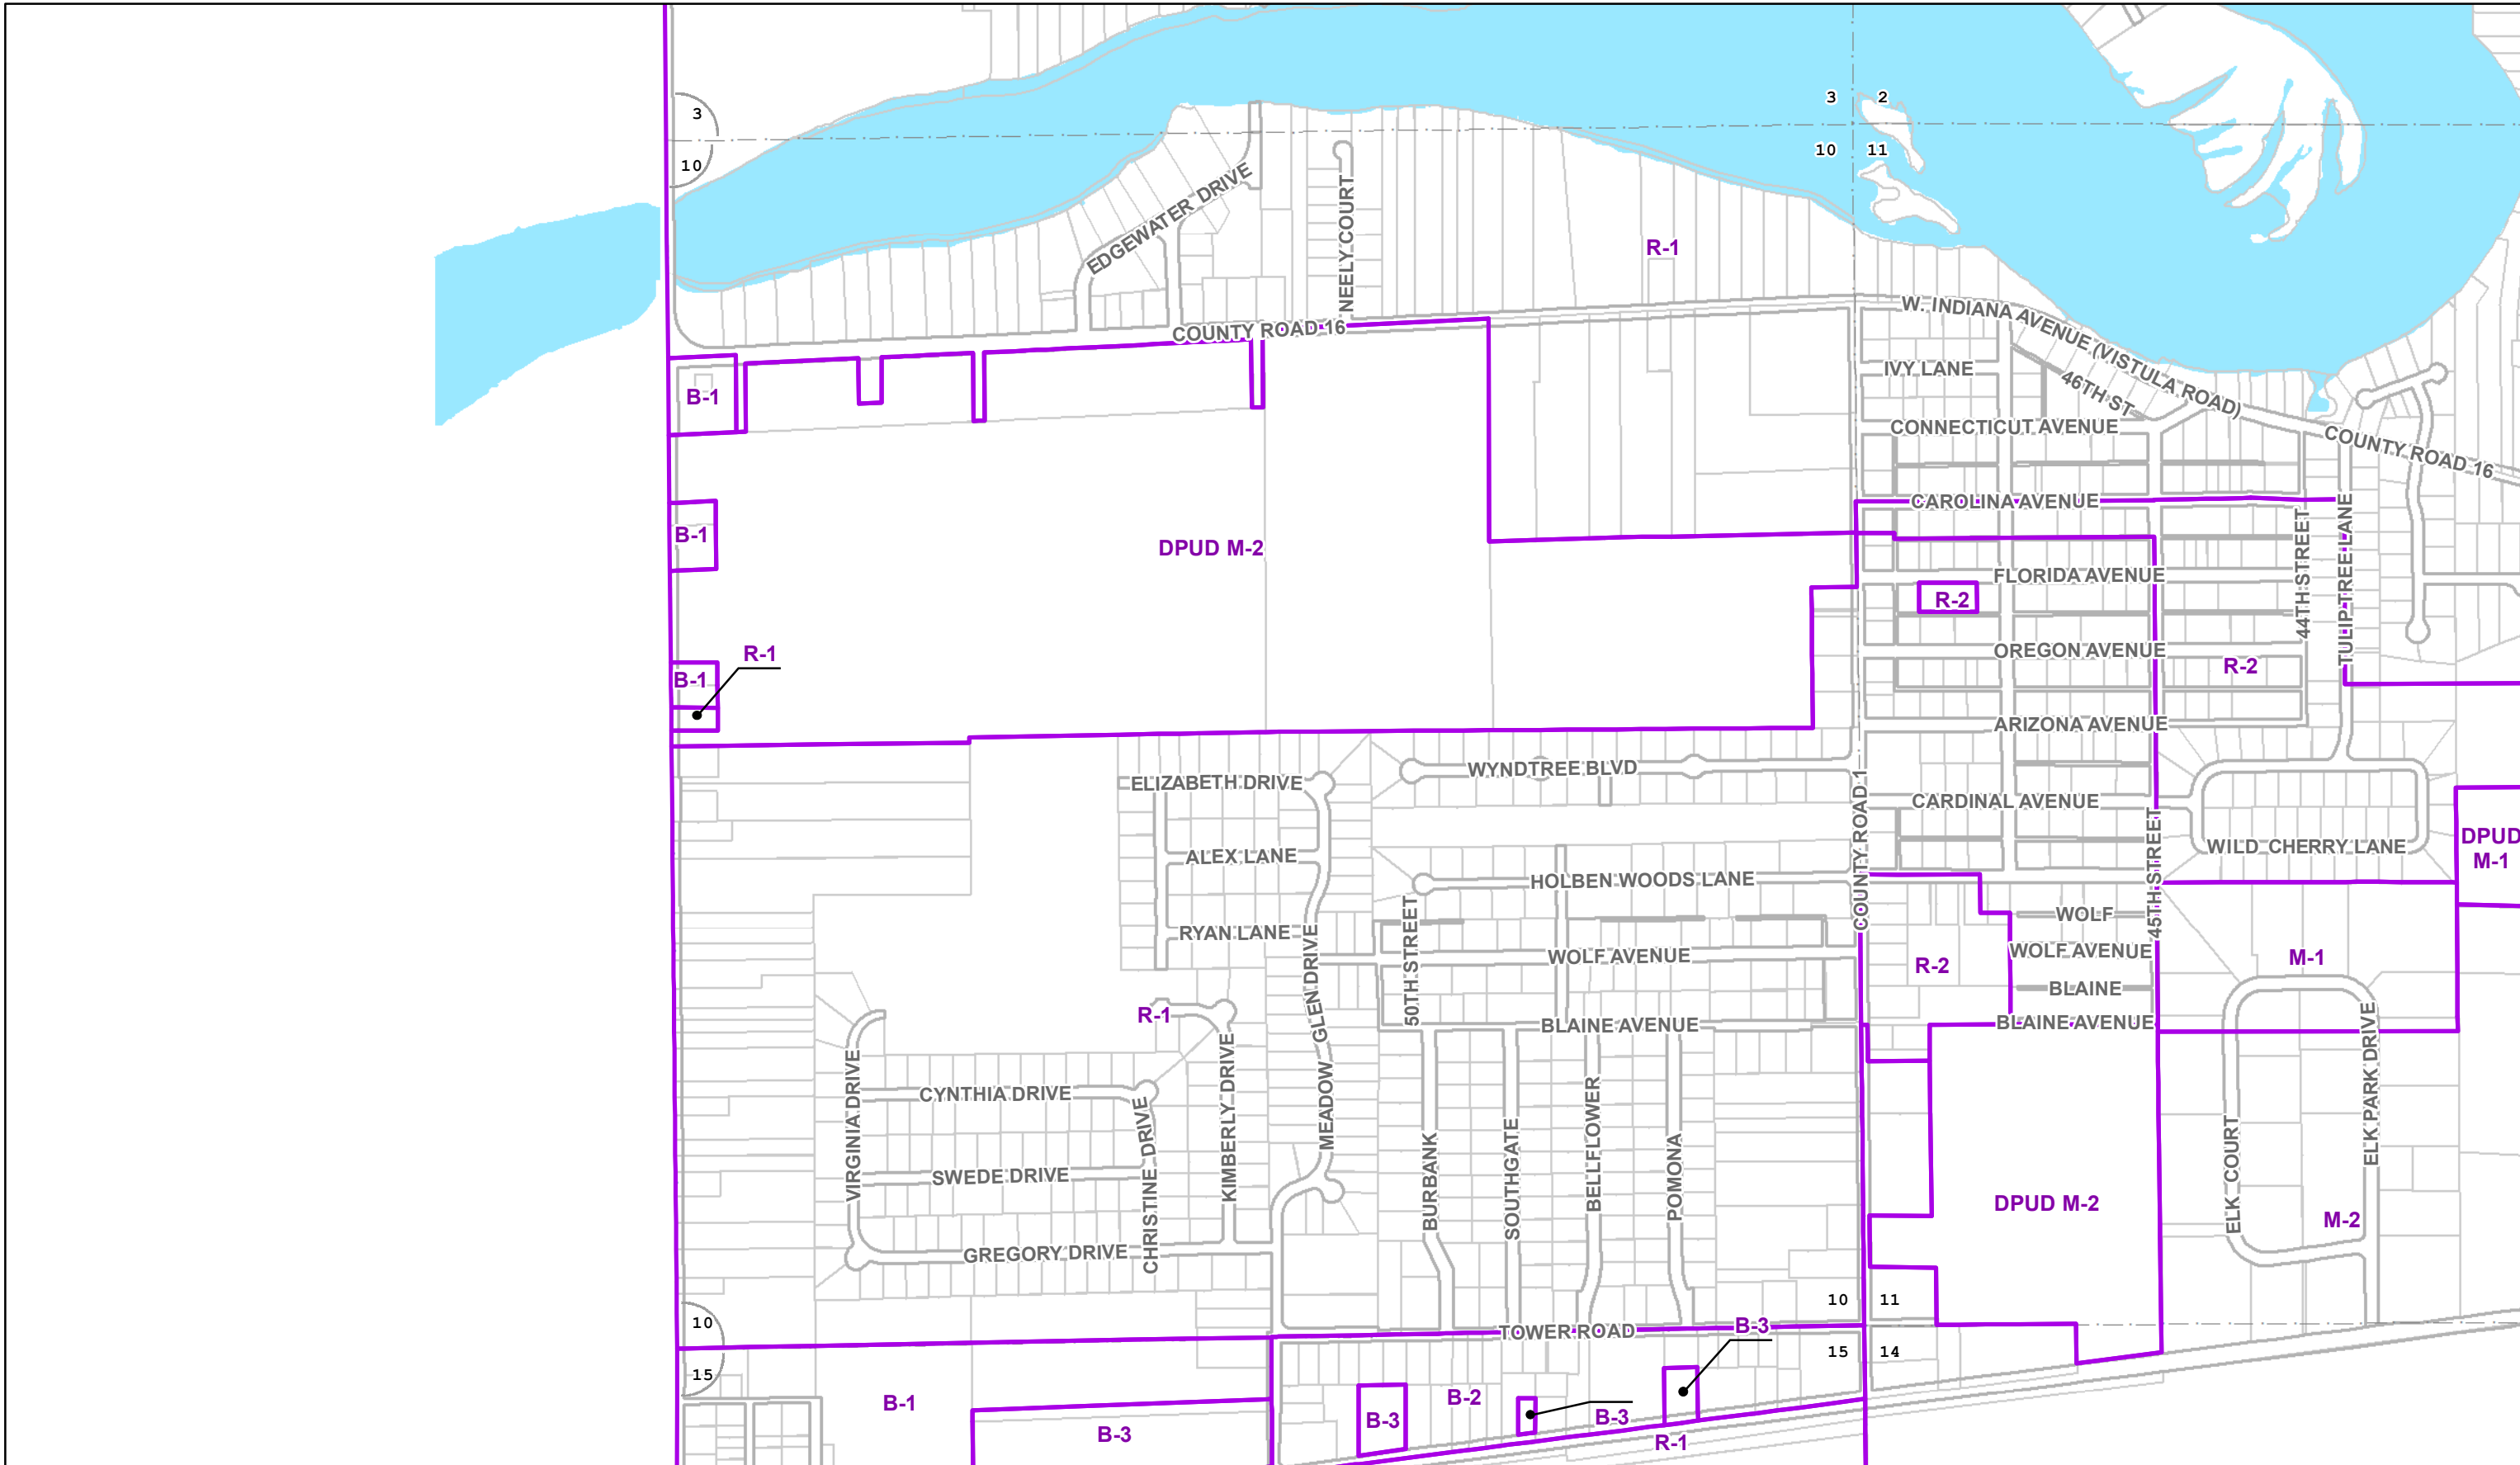 3
2
3
10
11
10
EDGEWATER DRIVE
NEELY COURT
R-1
COUNTY ROAD 16
W. INDIANA AVENUE (VISTULA ROAD)
IVY LANE
46TH ST
B-1
CONNECTICUT AVENUE
COUNTY ROAD 16
CAROLINA AVENUE
B-1
DPUD M-2
44TH STREET
TULIP TREE LANE
FLORIDA AVENUE
R-2
R-1
OREGON AVENUE
R-2
B-1
ARIZONA AVENUE
WYNDTREE BLVD
ELIZABETH DRIVE
COUNTY ROAD 1
CARDINAL AVENUE
45TH STREET
DPUD
M-1
WILD CHERRY LANE
ALEX LANE
HOLBEN WOODS LANE
50TH STREET
WOLF
RYAN LANE
GLEN DRIVE
WOLF AVENUE
WOLF AVENUE
R-2
M-1
BLAINE
R-1
BLAINE AVENUE
BLAINE AVENUE
ELK PARK DRIVE
VIRGINIA DRIVE
KIMBERLY DRIVE
MEADOW
CYNTHIA DRIVE
CHRISTINE DRIVE
BURBANK
SOUTHGATE
BELLFLOWER
POMONA
ELK COURT
SWEDE DRIVE
DPUD M-2
M-2
GREGORY DRIVE
10
11
10
TOWER ROAD
B-3
15
14
15
B-1
B-2
B-3
B-3
B-3
R-1